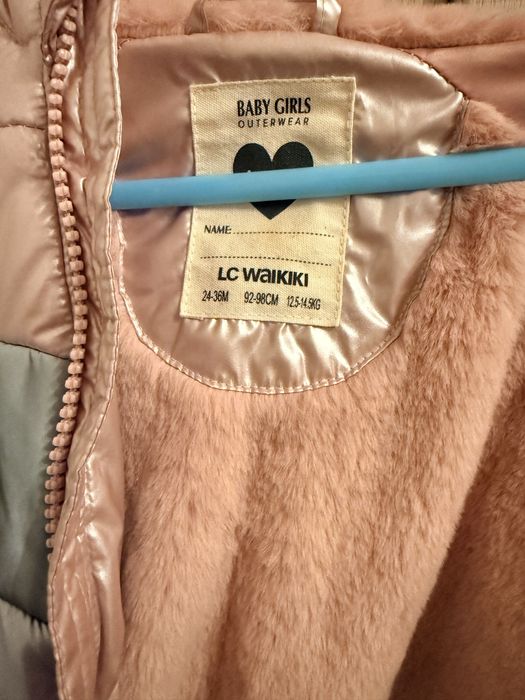 BABY GIRLS
OUTERWEAR
NAME:
LC WAIKIKI
24-36M 92-98CM 12.5-14.5KG